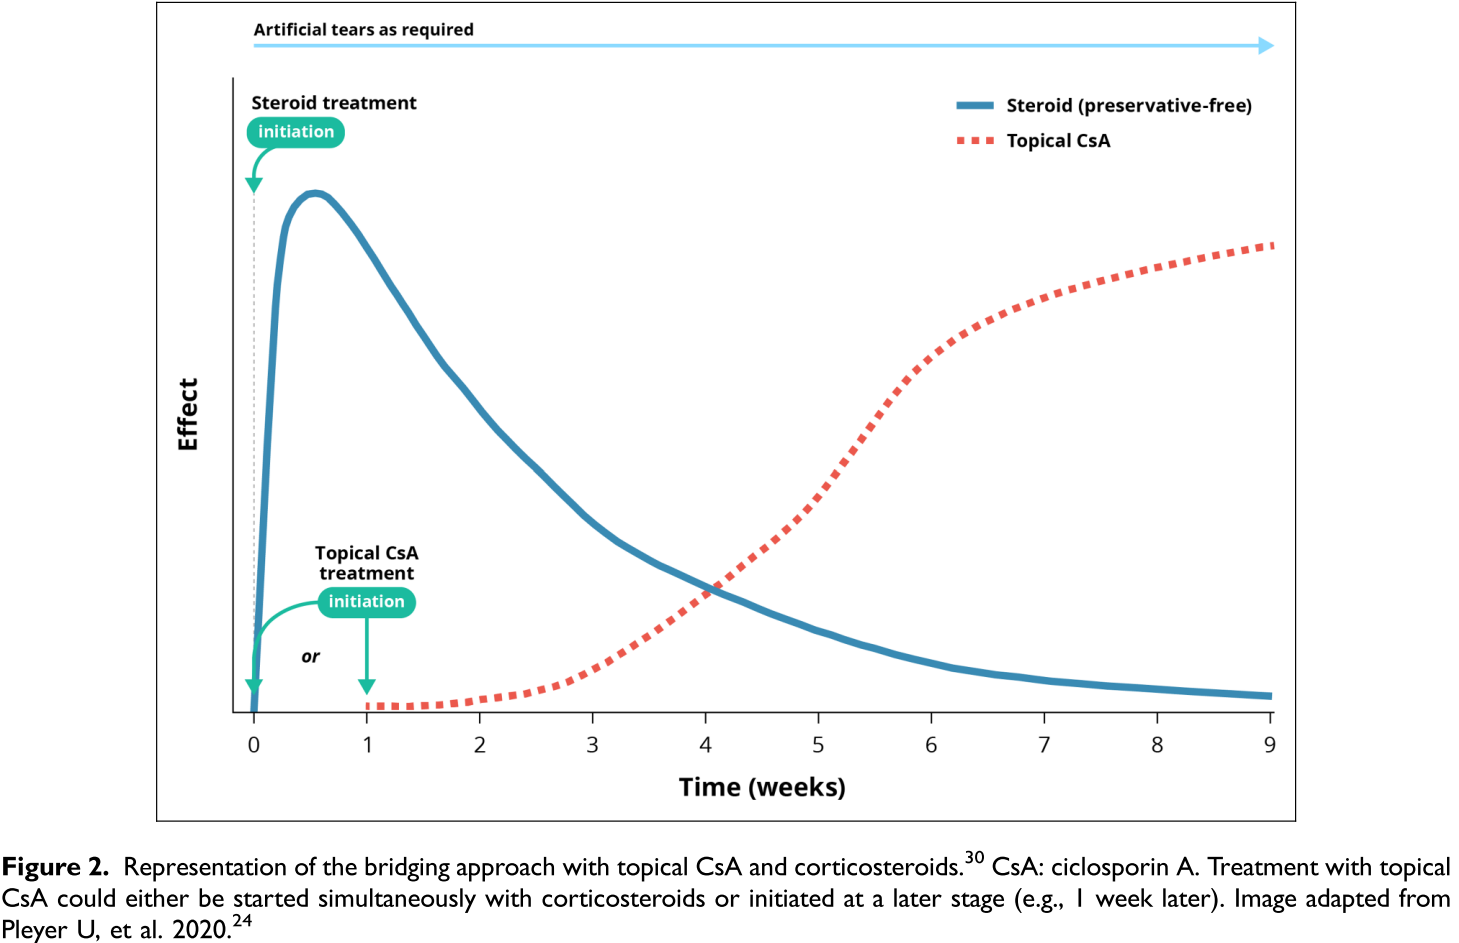 Artificial tears as required
Steroid treatment
initiation
Steroid (preservative-free)
Topical CsA
Effect
Topical CsA
treatment
initiation
or
0 1 2 3 4 5 6 7 8 9
Time (weeks)
Figure 2. Representation of the bridging approach with topical CsA and corticosteroids.30 CsA: ciclosporin A. Treatment with topical
CsA could either be started simultaneously with corticosteroids or initiated at a later stage (e.g., 1 week later). Image adapted from
Pleyer U, et al. 2020.24